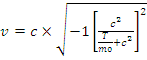 v = c × √(-1 [c² / (T/mo + c²)]²)